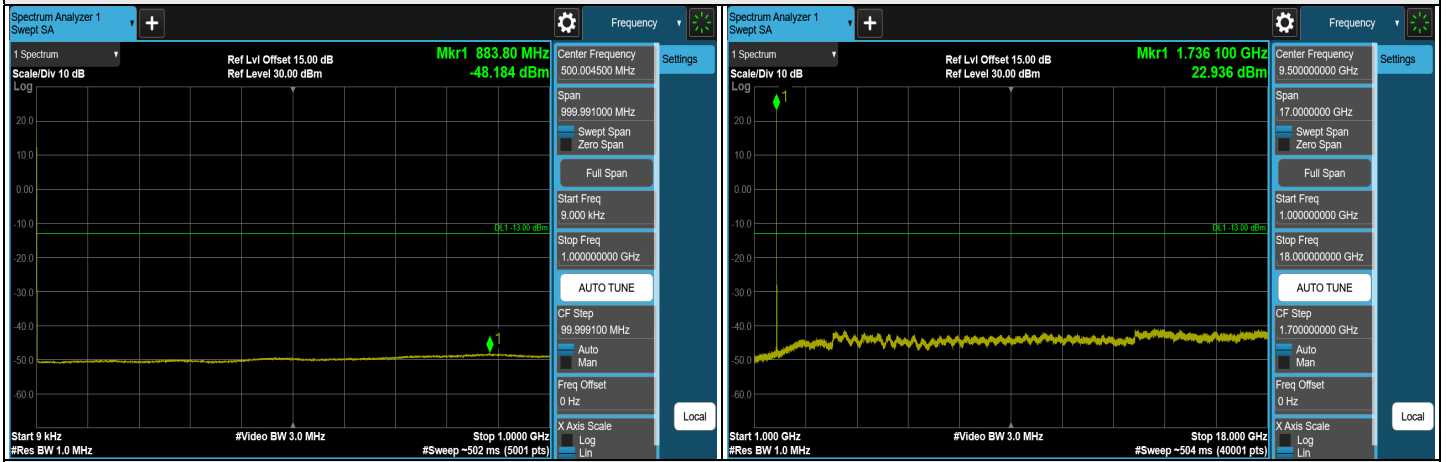 Spectrum Analyzer 1
Swept SA
+
Frequency
1 Spectrum
Scale/Div 10 dB
Log
Ref Lvl Offset 15.00 dB
Ref Level 30.00 dBm
Mkr1 883.80 MHz
-48.184 dBm
1
20.0
10.0
0.00
-10.0
-20.0
-30.0
-40.0
-50.0
-60.0
DL1 -13.00 dBm
Start 9 kHz
#Res BW 1.0 MHz
#Video BW 3.0 MHz
Stop 1.0000 GHz
#Sweep ~502 ms (5001 pts)
Center Frequency
500.004500 MHz
Span
999.991000 MHz
Swept Span
Zero Span
Full Span
Start Freq
9.000 kHz
Stop Freq
1.000000000 GHz
AUTO TUNE
CF Step
99.999100 MHz
Auto
Man
Freq Offset
0 Hz
X Axis Scale
Log
Lin
Settings
Local
Spectrum Analyzer 1
Swept SA
+
Frequency
1 Spectrum
Scale/Div 10 dB
Log
Ref Lvl Offset 15.00 dB
Ref Level 30.00 dBm
Mkr1 1.736 100 GHz
22.936 dBm
1
20.0
10.0
0.00
-10.0
-20.0
-30.0
-40.0
-50.0
-60.0
DL1 -13.00 dBm
Start 1.000 GHz
#Res BW 1.0 MHz
#Video BW 3.0 MHz
Stop 18.000 GHz
#Sweep ~504 ms (40001 pts)
Center Frequency
9.500000000 GHz
Span
17.0000000 GHz
Swept Span
Zero Span
Full Span
Start Freq
1.000000000 GHz
Stop Freq
18.000000000 GHz
AUTO TUNE
CF Step
1.700000000 GHz
Auto
Man
Freq Offset
0 Hz
X Axis Scale
Log
Lin
Settings
Local